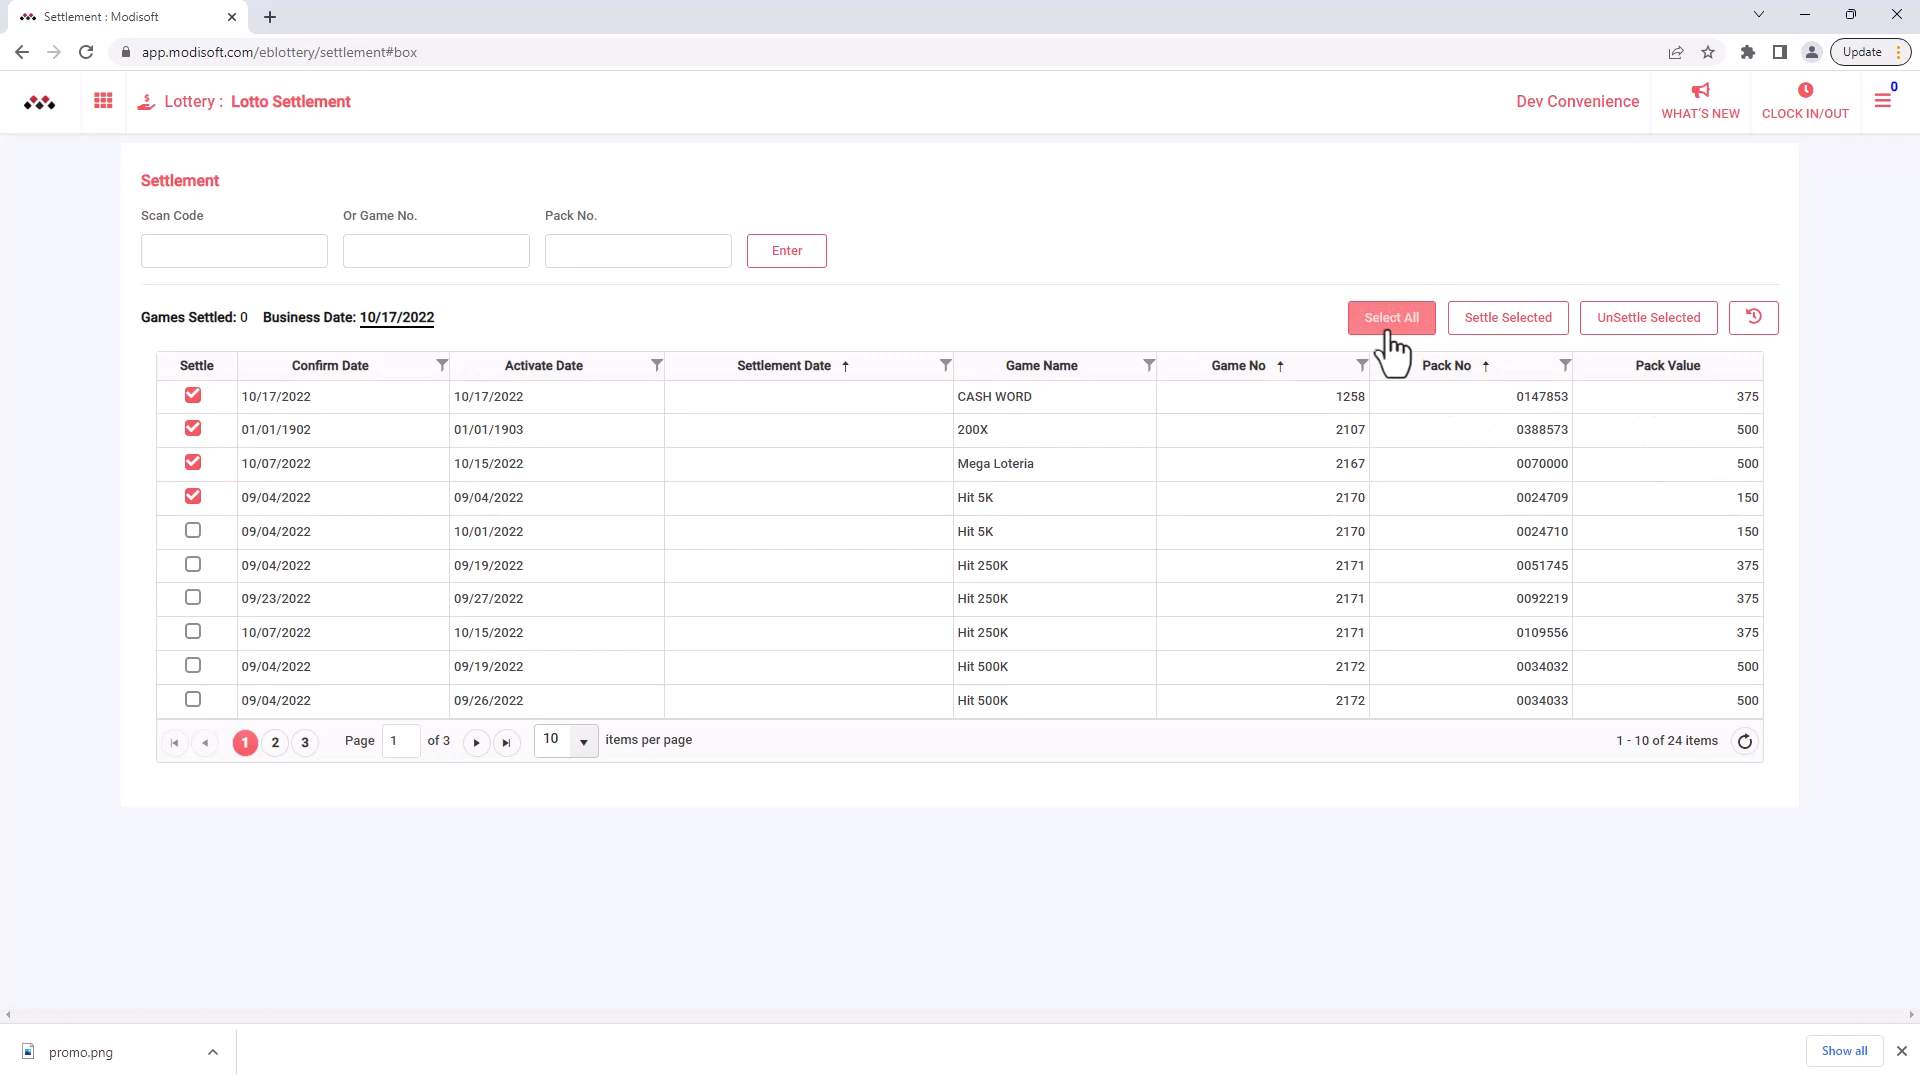 Settlement : Modisoft
app.modisoft.com/eblottery/settlement#box
Update
Lottery : Lotto Settlement
Dev Convenience
WHAT'S NEW
CLOCK IN/OUT
0
Settlement
Scan Code Or Game No. Pack No.
Enter
Games Settled: 0 Business Date: 10/17/2022
Select All Settle Selected UnSettle Selected
Settle Confirm Date Activate Date Settlement Date Game Name Game No Pack No Pack Value
10/17/2022 10/17/2022 CASH WORD 1258 0147853 375
01/01/1902 01/01/1903 200X 2107 0388573 500
10/07/2022 10/15/2022 Mega Loteria 2167 0070000 500
09/04/2022 09/04/2022 Hit 5K 2170 0024709 150
09/04/2022 10/01/2022 Hit 5K 2170 0024710 150
09/04/2022 09/19/2022 Hit 250K 2171 0051745 375
09/23/2022 09/27/2022 Hit 250K 2171 0092219 375
10/07/2022 10/15/2022 Hit 250K 2171 0109556 375
09/04/2022 09/19/2022 Hit 500K 2172 0034032 500
09/04/2022 09/26/2022 Hit 500K 2172 0034033 500
1 2 3 Page 1 of 3 10 items per page 1 - 10 of 24 items
promo.png
Show all